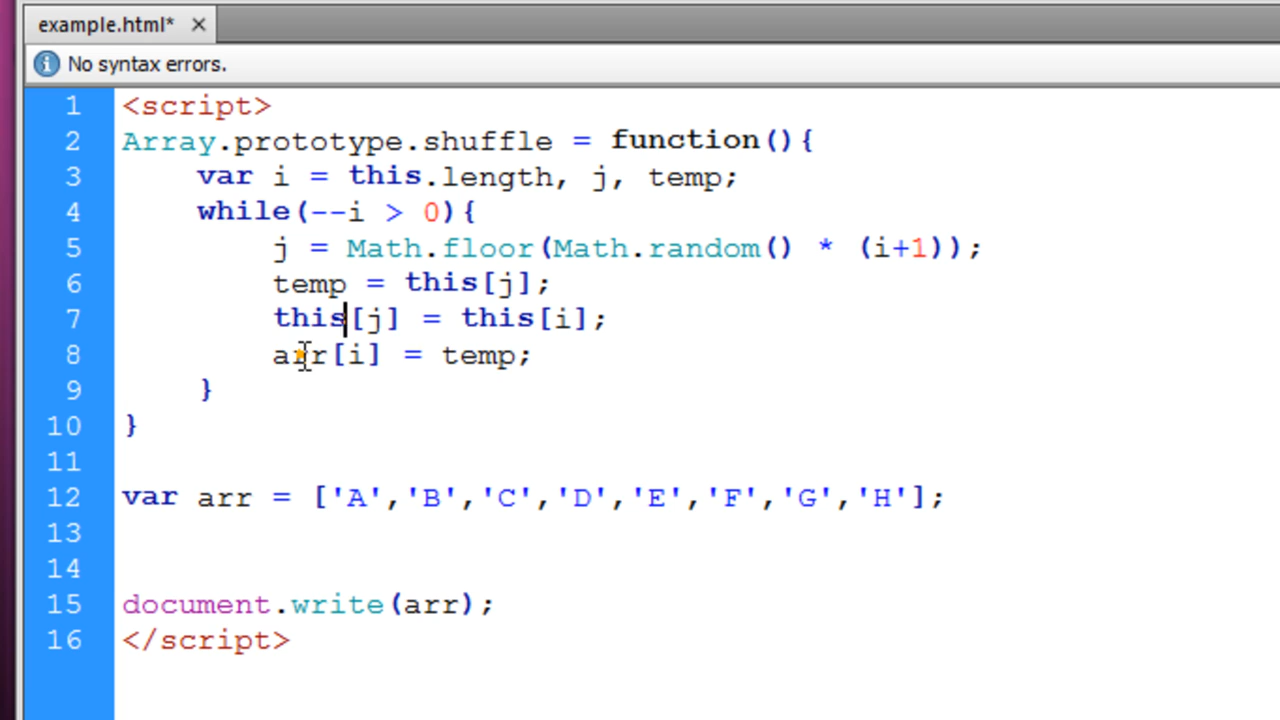 example.html* ×
No syntax errors.
1 <script>
2 Array.prototype.shuffle = function(){
3 var i = this.length, j, temp;
4 while(--i > 0){
5 j = Math.floor(Math.random() * (i+1));
6 temp = this[j];
7 this[j] = this[i];
8 arr[i] = temp;
9 }
10 }
11
12 var arr = ['A','B','C','D','E','F','G','H'];
13
14
15 document.write(arr);
16 </script>